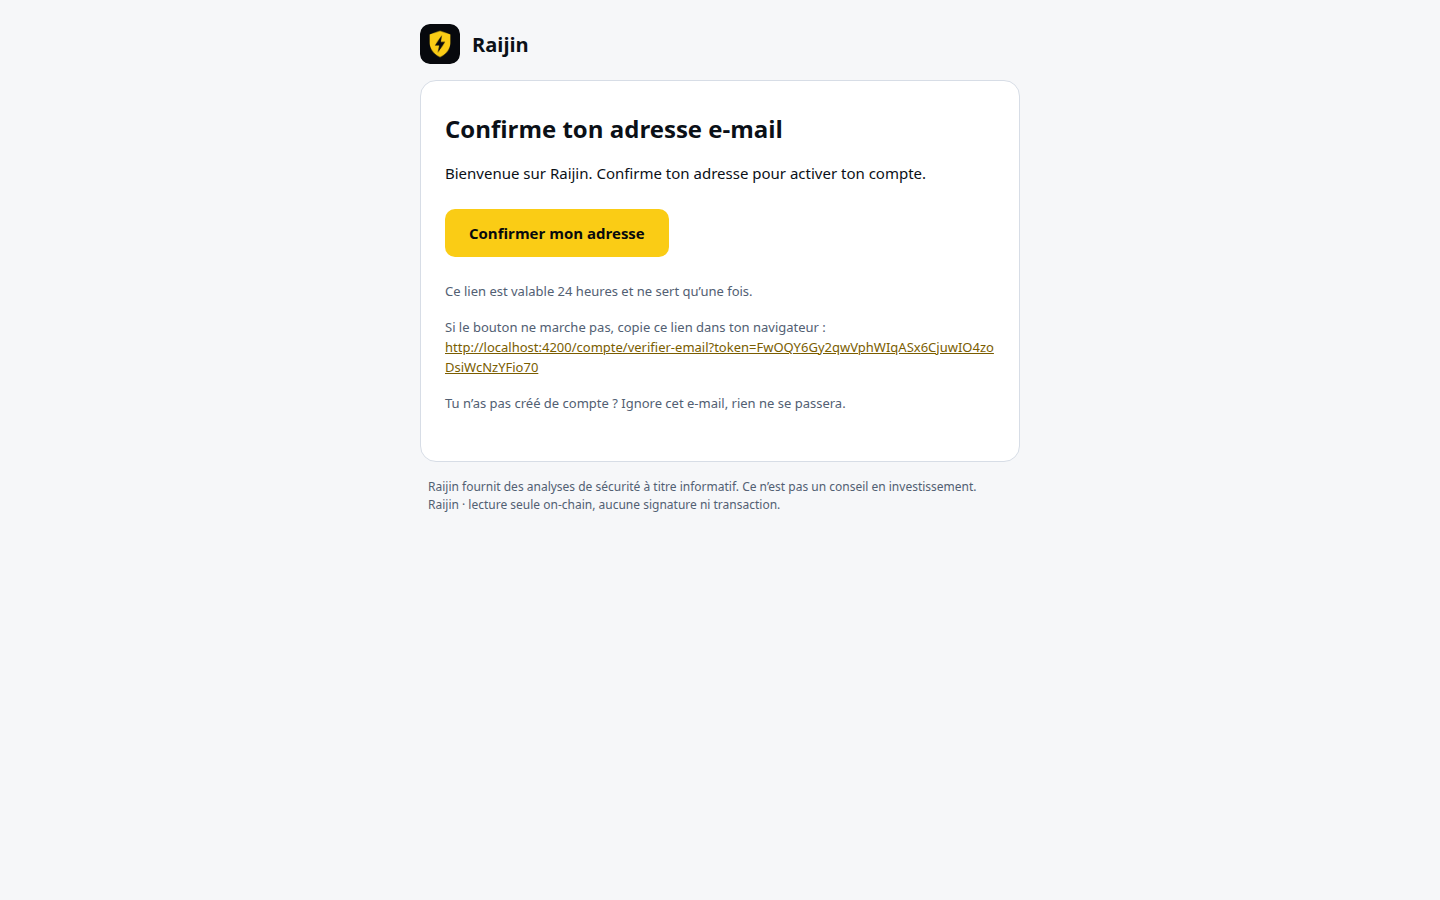 Raijin
Confirme ton adresse e-mail
Bienvenue sur Raijin. Confirme ton adresse pour activer ton compte.
Confirmer mon adresse
Ce lien est valable 24 heures et ne sert qu’une fois.
Si le bouton ne marche pas, copie ce lien dans ton navigateur :
http://localhost:4200/compte/verifier-email?token=FwOQY6Gy2qwVphWIqASx6CjuwIO4zo
DsiWcNzYFio70
Tu n’as pas créé de compte ? Ignore cet e-mail, rien ne se passera.
Raijin fournit des analyses de sécurité à titre informatif. Ce n’est pas un conseil en investissement.
Raijin · lecture seule on-chain, aucune signature ni transaction.